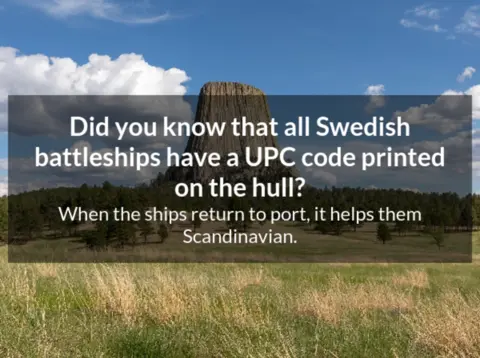 Did you know that all Swedish
battleships have a UPC code printed
on the hull?
When the ships return to port, it helps them
Scandinavian.